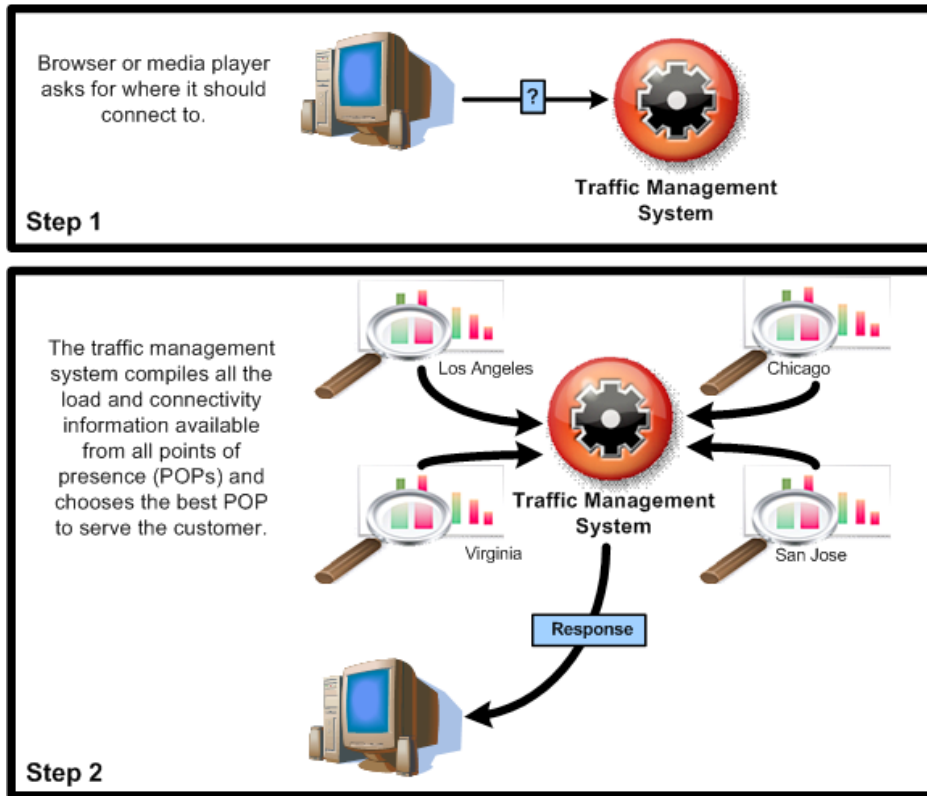 Browser or media player
asks for where it should
connect to.
?
Traffic Management
System
Step 1
The traffic management
system compiles all the
load and connectivity
information available
from all points of
presence (POPs) and
chooses the best POP
to serve the customer.
Los Angeles
Chicago
Traffic Management
System
Virginia
San Jose
Response
Step 2